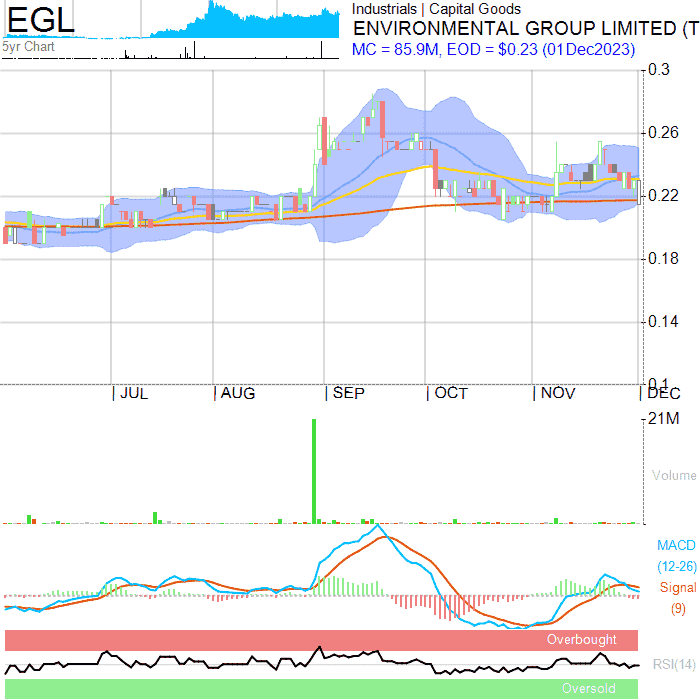 EGL
Industrials | Capital Goods
ENVIRONMENTAL GROUP LIMITED (T
MC = 85.9M, EOD = $0.23 (01Dec2023)
5yr Chart
0.3
0.26
0.22
0.18
0.14
0.1
| JUL | AUG | SEP | OCT | NOV | DEC
21M
Volume
MACD
(12-26)
Signal
(9)
Overbought
RSI(14)
Oversold